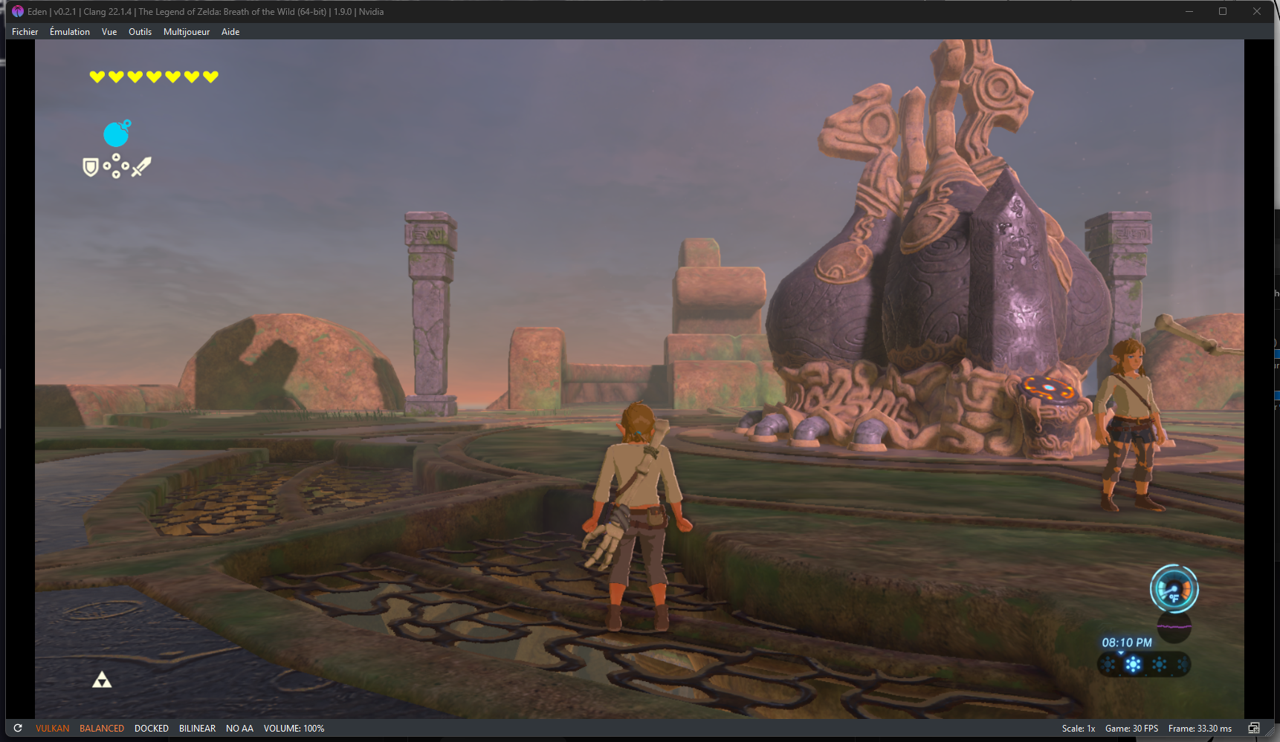 Eden | v0.2.1 | Clang 22.1.4 | The Legend of Zelda: Breath of the Wild (64-bit) | 1.9.0 | Nvidia
Fichier Émulation Vue Outils Multijoueur Aide
°F
08:10 PM
VULKAN BALANCED DOCKED BILINEAR NO AA VOLUME: 100% Scale: 1x Game: 30 FPS Frame: 33.30 ms